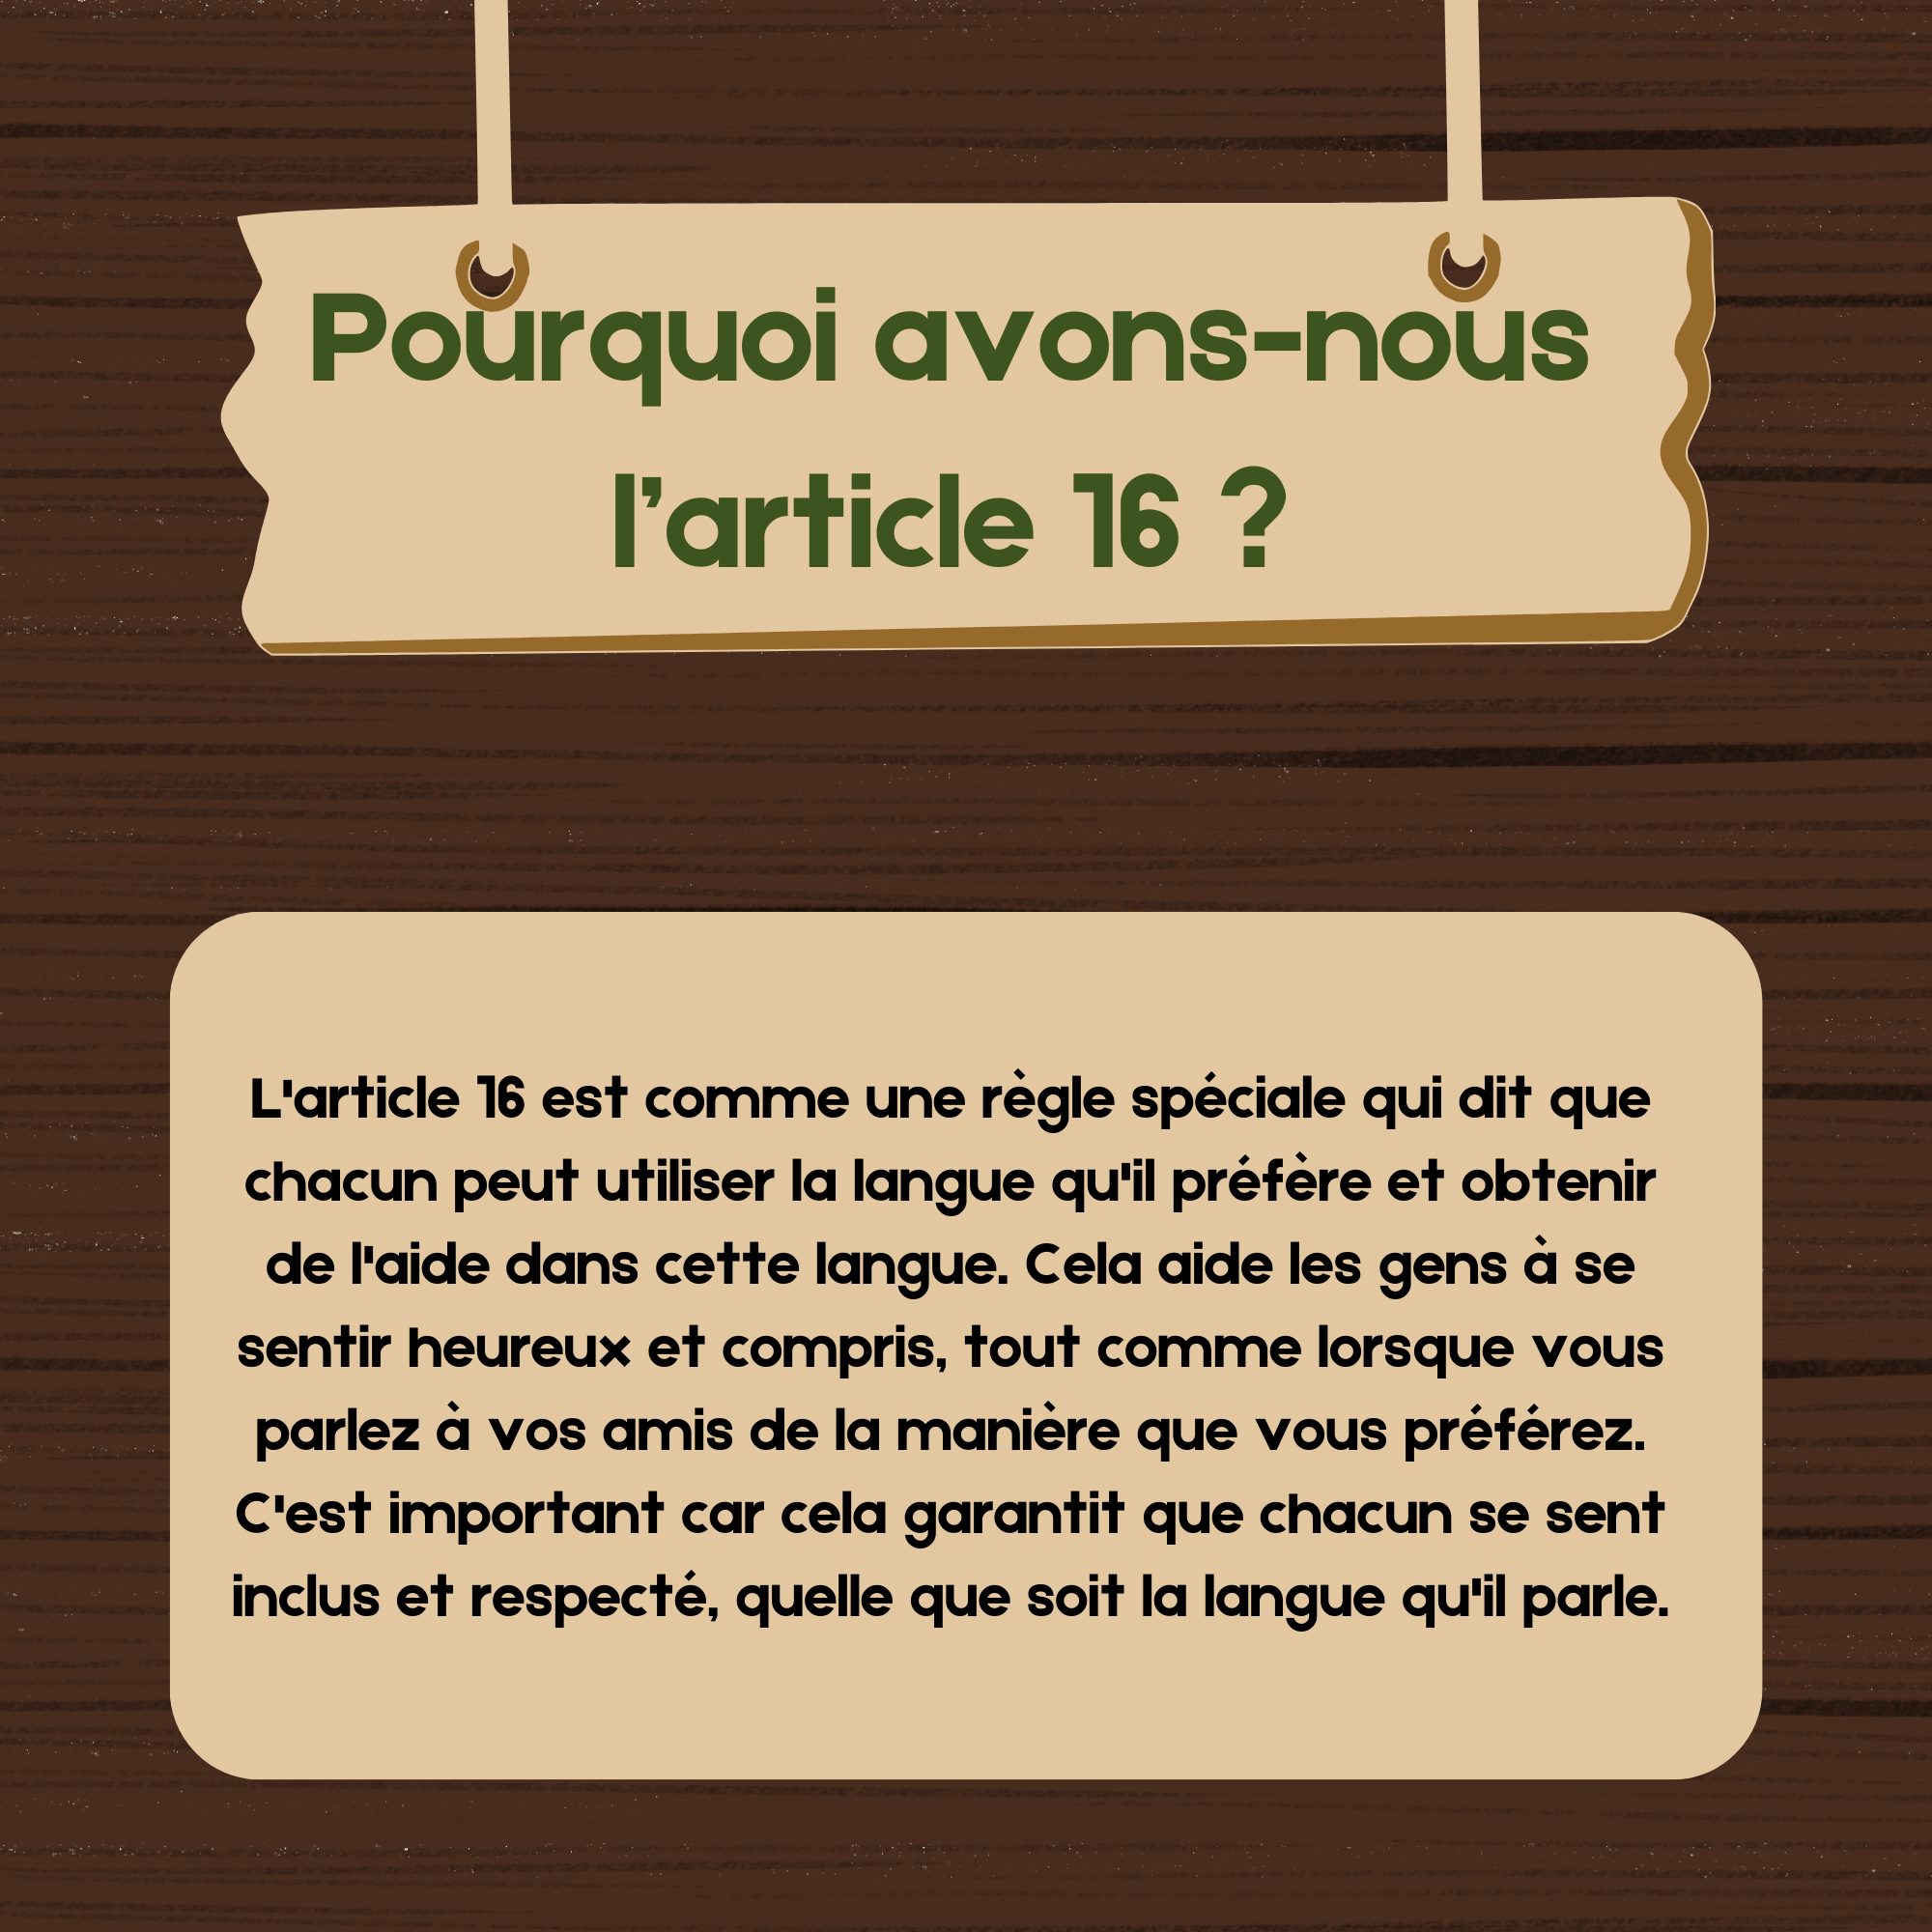 Pourquoi avons-nous
l’article 16 ?
L'article 16 est comme une règle spéciale qui dit que
chacun peut utiliser la langue qu'il préfère et obtenir
de l'aide dans cette langue. Cela aide les gens à se
sentir heureux et compris, tout comme lorsque vous
parlez à vos amis de la manière que vous préférez.
C'est important car cela garantit que chacun se sent
inclus et respecté, quelle que soit la langue qu'il parle.